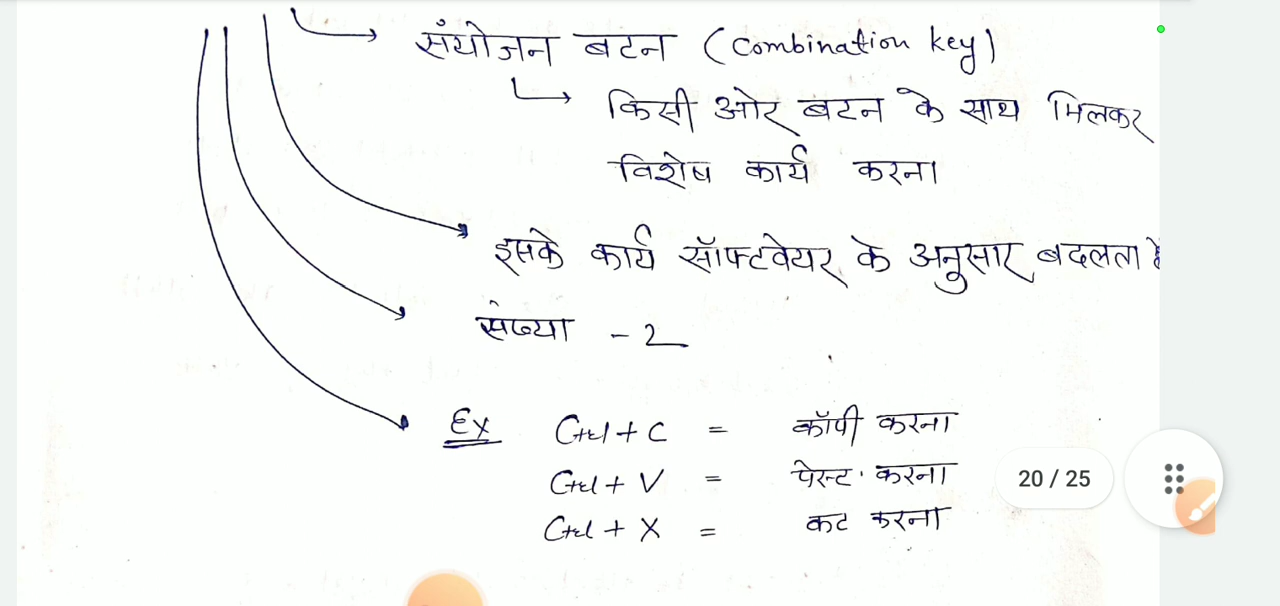 संयोजन बटन (Combination key)
किसी ओर बटन के साथ मिलकर
विशेष कार्य करना।
इसके कार्य सॉफ्टवेयर के अनुसार बदलता है
संख्या - 2
Ex Ctrl + C = कॉपी करना
Ctrl + V = पेस्ट करना
20 / 25
Ctrl + X = कट करना